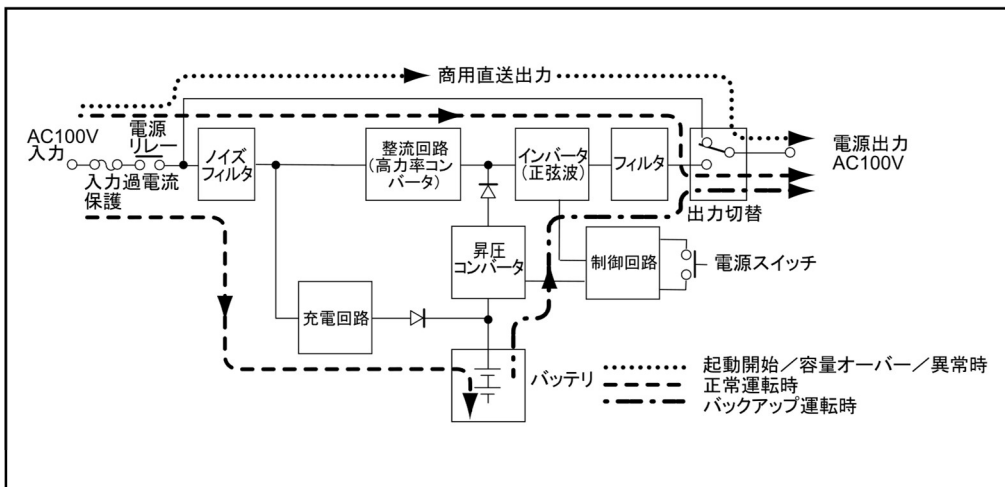 商用直送出力
AC100V
入力
電源
リレー
入力過電流
保護
ノイズ
フィルタ
整流回路
(高力率コン
バータ)
インバータ
(正弦波)
フィルタ
出力切替
電源出力
AC100V
昇圧
コンバータ
制御回路
電源スイッチ
充電回路
バッテリ
起動開始/容量オーバー/異常時
正常運転時
バックアップ運転時